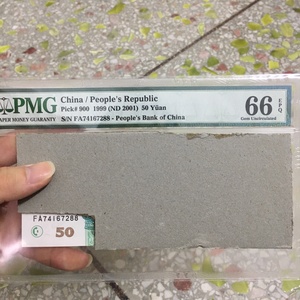 PMG
PAPER MONEY GUARANTY
China / People's Republic
Pick# 900 1999 (ND 2001) 50 Yüan
S/N FA74167288 - People's Bank of China
66 EPQ
Gem Uncirculated
FA74167288
50